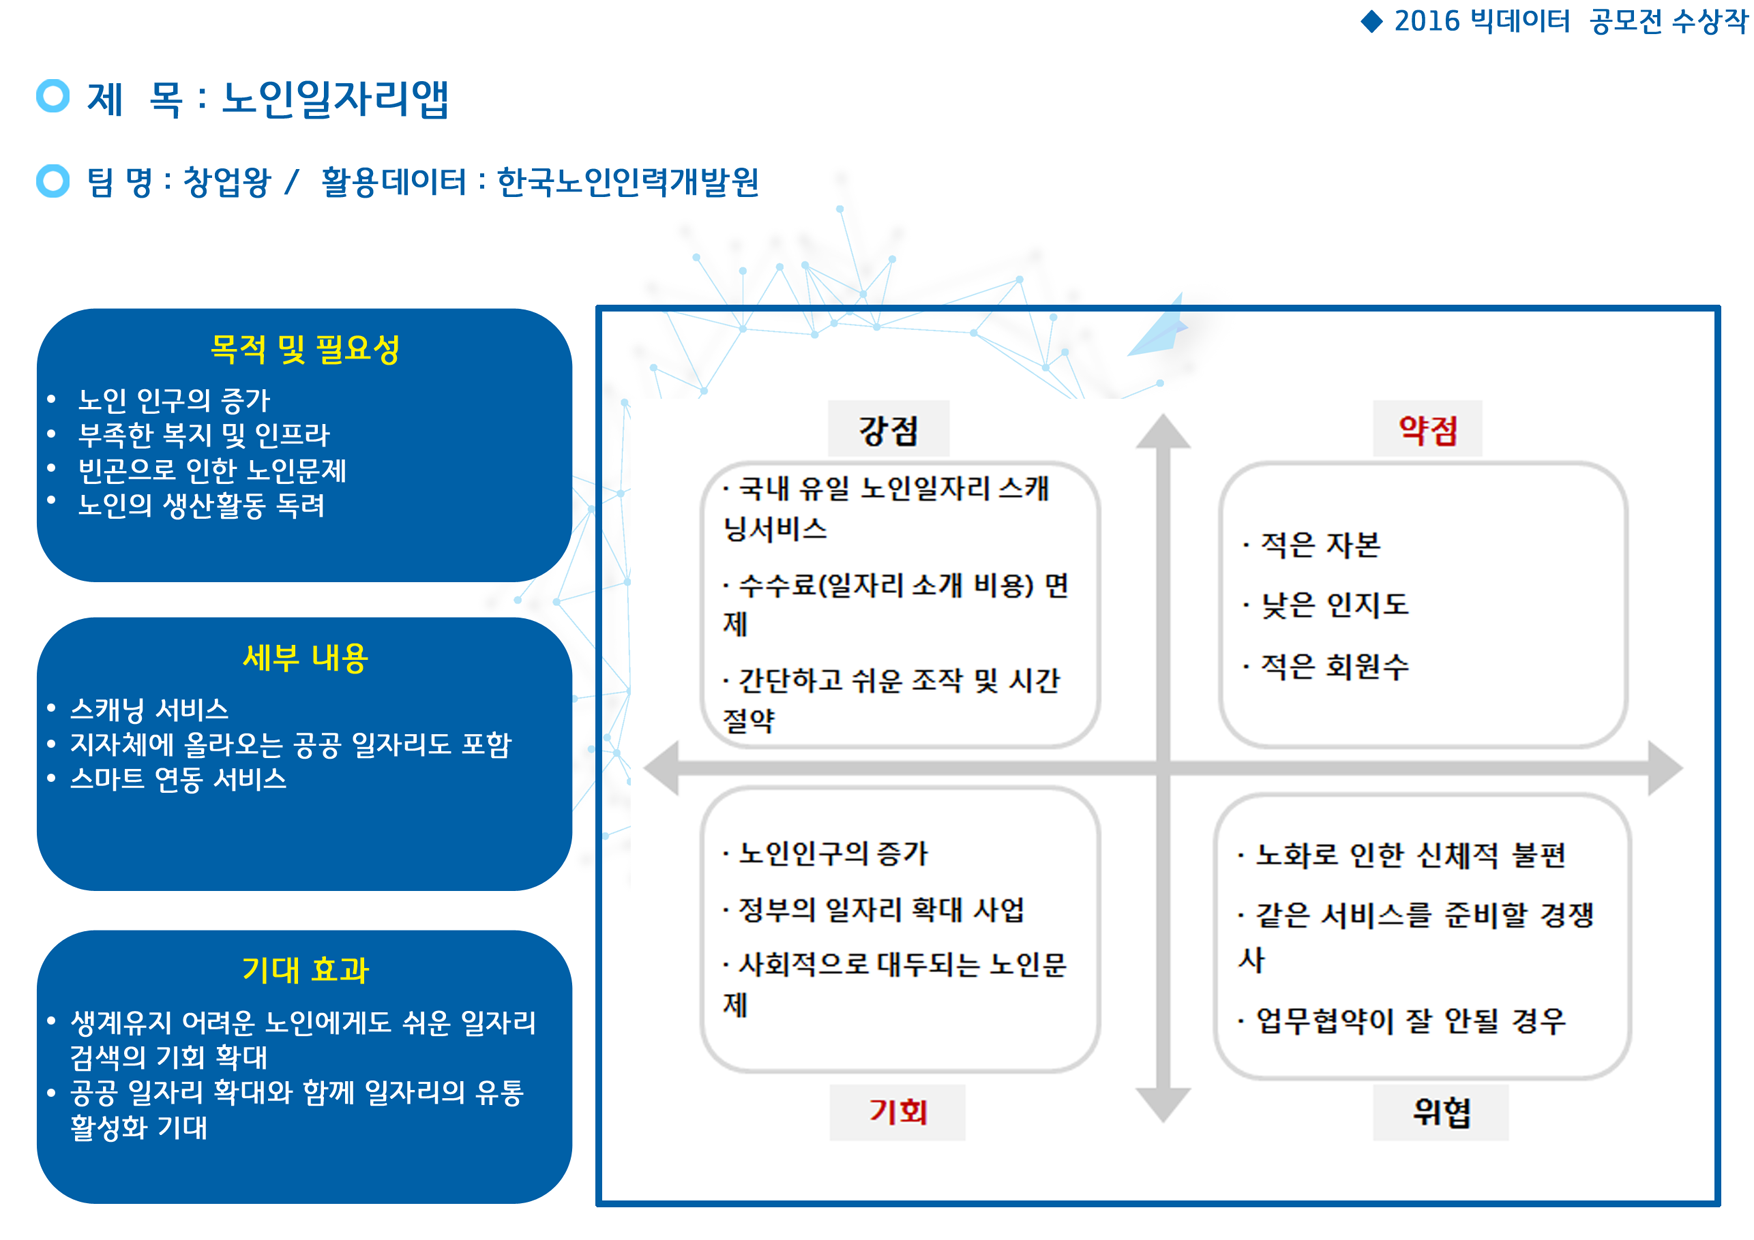 ◆ 2016 빅데이터 공모전 수상작
제 목 : 노인일자리앱
팀 명 : 창업왕 / 활용데이터 : 한국노인인력개발원
목적 및 필요성
• 노인 인구의 증가
• 부족한 복지 및 인프라
• 빈곤으로 인한 노인문제
• 노인의 생산활동 독려
세부 내용
• 스캐닝 서비스
• 지자체에 올라오는 공공 일자리도 포함
• 스마트 연동 서비스
기대 효과
• 생계유지 어려운 노인에게도 쉬운 일자리
검색의 기회 확대
• 공공 일자리 확대와 함께 일자리의 유통
활성화 기대
강점
· 국내 유일 노인일자리 스캐
닝서비스
· 수수료(일자리 소개 비용) 면
제
· 간단하고 쉬운 조작 및 시간
절약
약점
· 적은 자본
· 낮은 인지도
· 적은 회원수
· 노인인구의 증가
· 정부의 일자리 확대 사업
· 사회적으로 대두되는 노인문
제
기회
· 노화로 인한 신체적 불편
· 같은 서비스를 준비할 경쟁
사
· 업무협약이 잘 안될 경우
위협